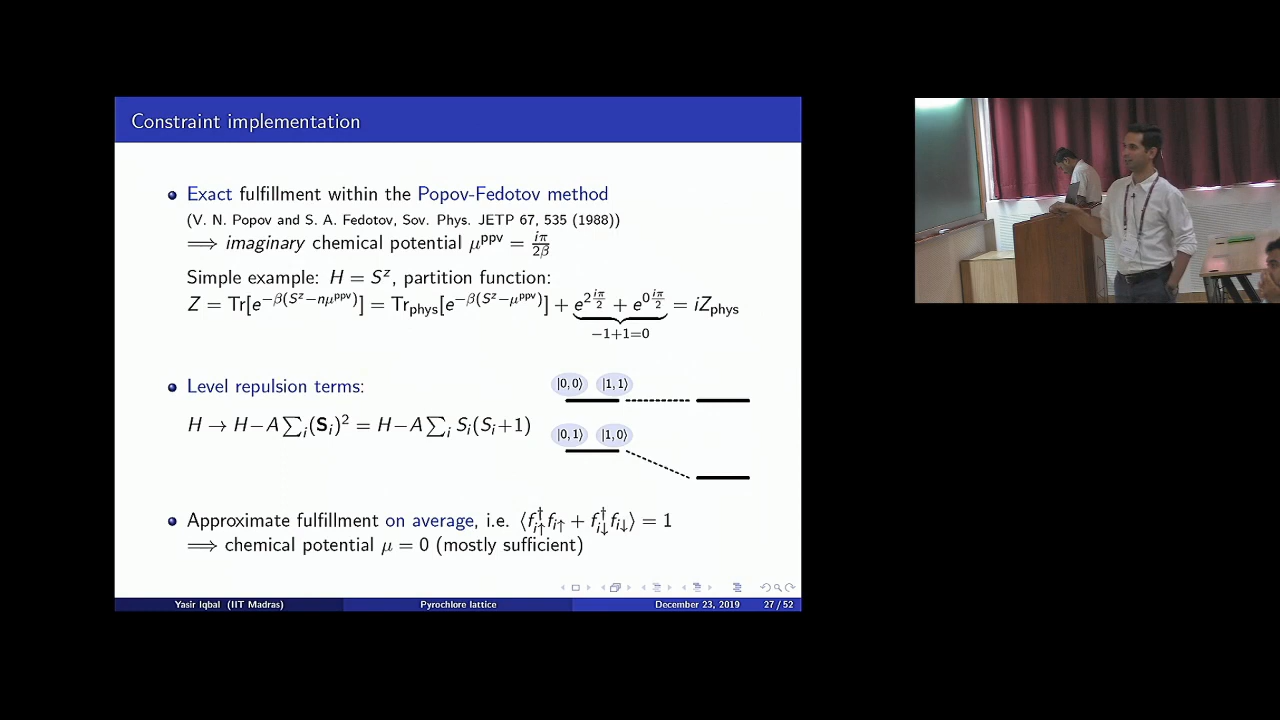 Constraint implementation
Exact fulfillment within the Popov-Fedotov method
(V. N. Popov and S. A. Fedotov, Sov. Phys. JETP 67, 535 (1988))
⟹ imaginary chemical potential μ^ppv = iπ/2β
Simple example: H = S^z, partition function:
Z = Tr[e^{−β(S^z−nμ^ppv)}] = Tr_phys[e^{−β(S^z−μ^ppv)}] + e^{2 iπ/2} + e^{0 iπ/2} = iZ_phys
−1+1=0
Level repulsion terms:
|0,0⟩ |1,1⟩
H → H−A∑_i(S_i)^2 = H−A∑_i S_i(S_i+1)
|0,1⟩ |1,0⟩
Approximate fulfillment on average, i.e. ⟨f†_{i↑}f_{i↑} + f†_{i↓}f_{i↓}⟩ = 1
⟹ chemical potential μ = 0 (mostly sufficient)
Yasir Iqbal (IIT Madras) Pyrochlore lattice December 23, 2019 27 / 52